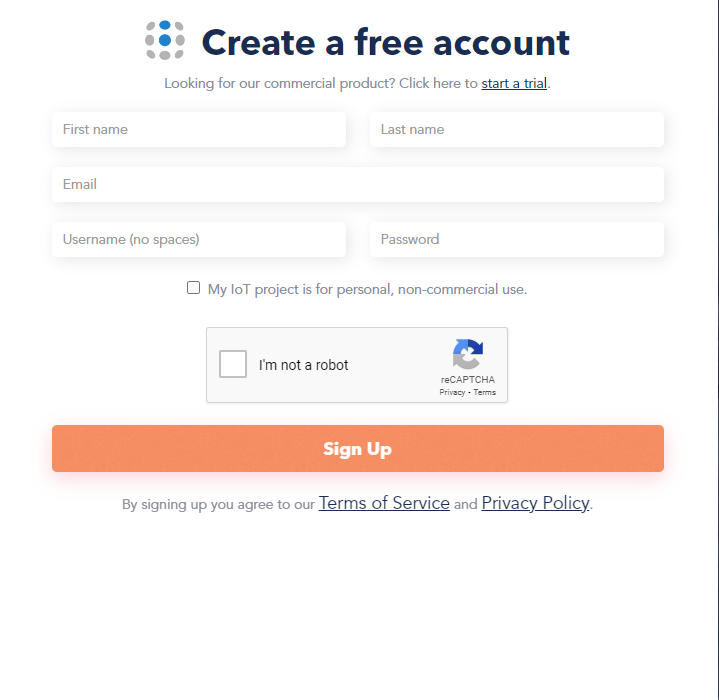 Create a free account
Looking for our commercial product? Click here to start a trial.
First name
Last name
Email
Username (no spaces)
Password
My IoT project is for personal, non-commercial use.
I'm not a robot
reCAPTCHA
Privacy - Terms
Sign Up
By signing up you agree to our Terms of Service and Privacy Policy.